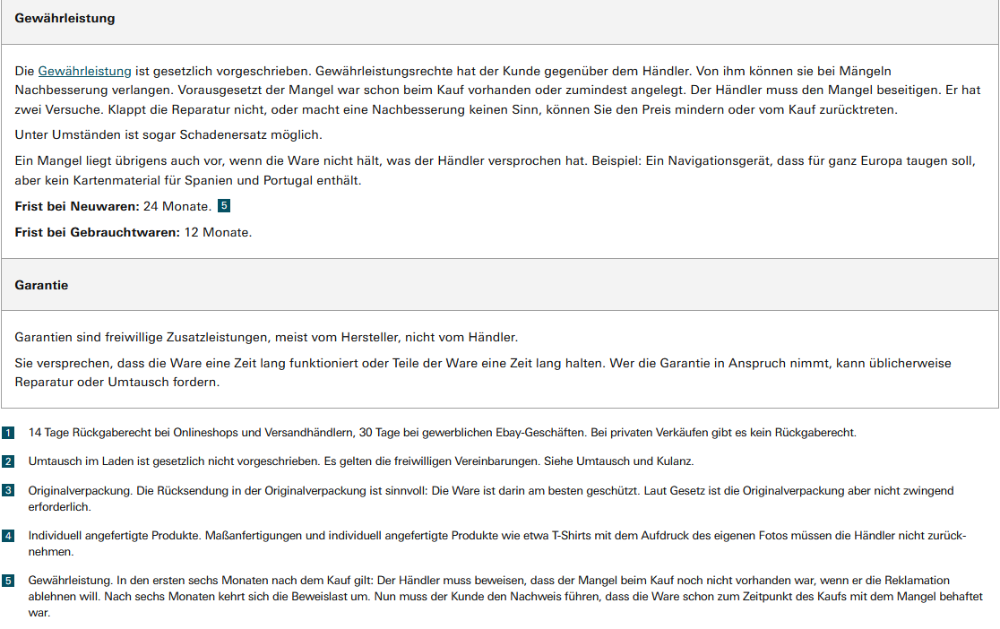 Gewährleistung
Die Gewährleistung ist gesetzlich vorgeschrieben. Gewährleistungsrechte hat der Kunde gegenüber dem Händler. Von ihm können sie bei Mängeln
Nachbesserung verlangen. Vorausgesetzt der Mangel war schon beim Kauf vorhanden oder zumindest angelegt. Der Händler muss den Mangel beseitigen. Er hat
zwei Versuche. Klappt die Reparatur nicht, oder macht eine Nachbesserung keinen Sinn, können Sie den Preis mindern oder vom Kauf zurücktreten.
Unter Umständen ist sogar Schadenersatz möglich.
Ein Mangel liegt übrigens auch vor, wenn die Ware nicht hält, was der Händler versprochen hat. Beispiel: Ein Navigationsgerät, dass für ganz Europa taugen soll,
aber kein Kartenmaterial für Spanien und Portugal enthält.
Frist bei Neuwaren: 24 Monate. 5
Frist bei Gebrauchtwaren: 12 Monate.
Garantie
Garantien sind freiwillige Zusatzleistungen, meist vom Hersteller, nicht vom Händler.
Sie versprechen, dass die Ware eine Zeit lang funktioniert oder Teile der Ware eine Zeit lang halten. Wer die Garantie in Anspruch nimmt, kann üblicherweise
Reparatur oder Umtausch fordern.
1 14 Tage Rückgaberecht bei Onlineshops und Versandhändlern, 30 Tage bei gewerblichen Ebay-Geschäften. Bei privaten Verkäufen gibt es kein Rückgaberecht.
2 Umtausch im Laden ist gesetzlich nicht vorgeschrieben. Es gelten die freiwilligen Vereinbarungen. Siehe Umtausch und Kulanz.
3 Originalverpackung. Die Rücksendung in der Originalverpackung ist sinnvoll: Die Ware ist darin am besten geschützt. Laut Gesetz ist die Originalverpackung aber nicht zwingend
erforderlich.
4 Individuell angefertigte Produkte. Maßanfertigungen und individuell angefertigte Produkte wie etwa T-Shirts mit dem Aufdruck des eigenen Fotos müssen die Händler nicht zurück-
nehmen.
5 Gewährleistung. In den ersten sechs Monaten nach dem Kauf gilt: Der Händler muss beweisen, dass der Mangel beim Kauf noch nicht vorhanden war, wenn er die Reklamation
ablehnen will. Nach sechs Monaten kehrt sich die Beweislast um. Nun muss der Kunde den Nachweis führen, dass die Ware schon zum Zeitpunkt des Kaufs mit dem Mangel behaftet
war.